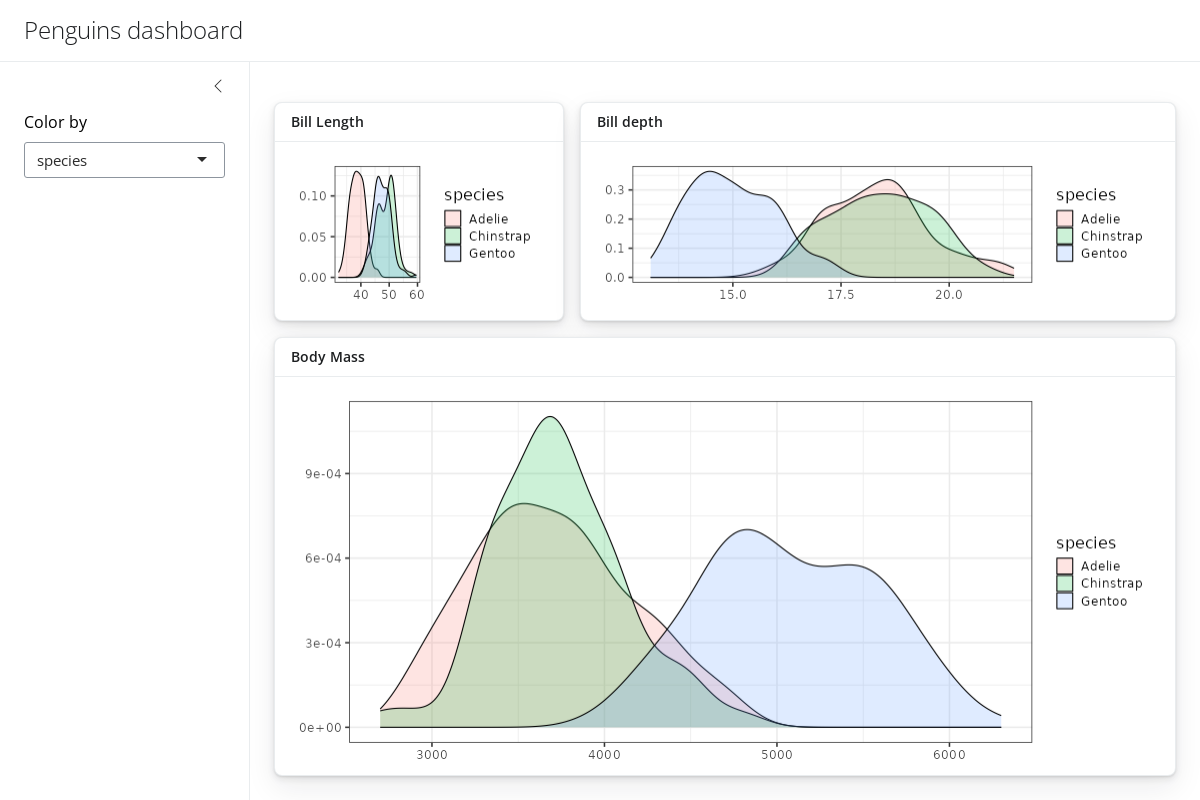 Penguins dashboard
Color by
species
Bill Length
0.10
0.05
0.00
40 50 60
species
Adelie
Chinstrap
Gentoo
Bill depth
0.3
0.2
0.1
0.0
15.0 17.5 20.0
species
Adelie
Chinstrap
Gentoo
Body Mass
9e-04
6e-04
3e-04
0e+00
3000 4000 5000 6000
species
Adelie
Chinstrap
Gentoo